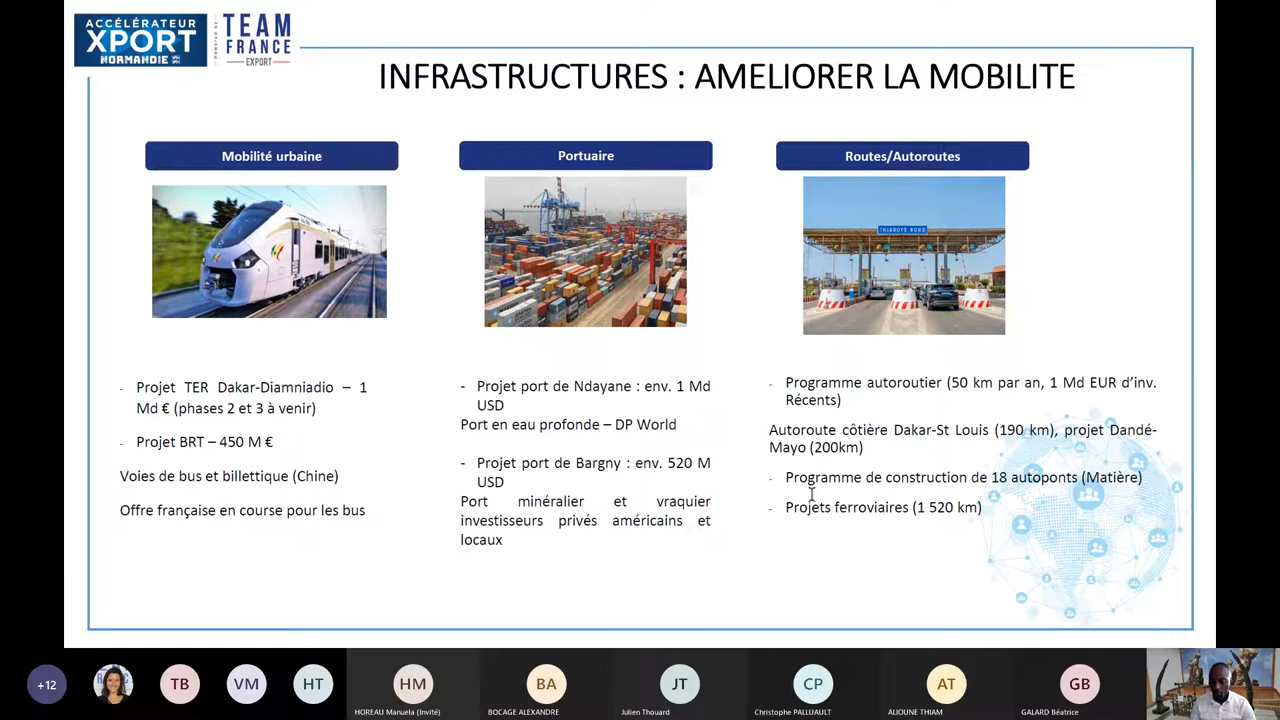 ACCÉLÉRATEUR
XPORT
NORMANDIE
Powered by
TEAM
FRANCE
EXPORT
INFRASTRUCTURES : AMELIORER LA MOBILITE
Mobilité urbaine
Portuaire
Routes/Autoroutes
THIAROYE NORD
- Projet TER Dakar-Diamniadio – 1
Md € (phases 2 et 3 à venir)
- Projet BRT – 450 M €
Voies de bus et billettique (Chine)
Offre française en course pour les bus
- Projet port de Ndayane : env. 1 Md
USD
Port en eau profonde – DP World
- Projet port de Bargny : env. 520 M
USD
Port minéralier et vraquier
investisseurs privés américains et
locaux
- Programme autoroutier (50 km par an, 1 Md EUR d’inv.
Récents)
Autoroute côtière Dakar-St Louis (190 km), projet Dandé-
Mayo (200km)
- Programme de construction de 18 autoponts (Matière)
- Projets ferroviaires (1 520 km)
+12
TB
VM
HT
HM
BA
JT
CP
AT
GB
HOREAU Manuela (Invité)
BOCAGE ALEXANDRE
Julien Thouard
Christophe PALLUAULT
ALIOUNE THIAM
GALARD Béatrice